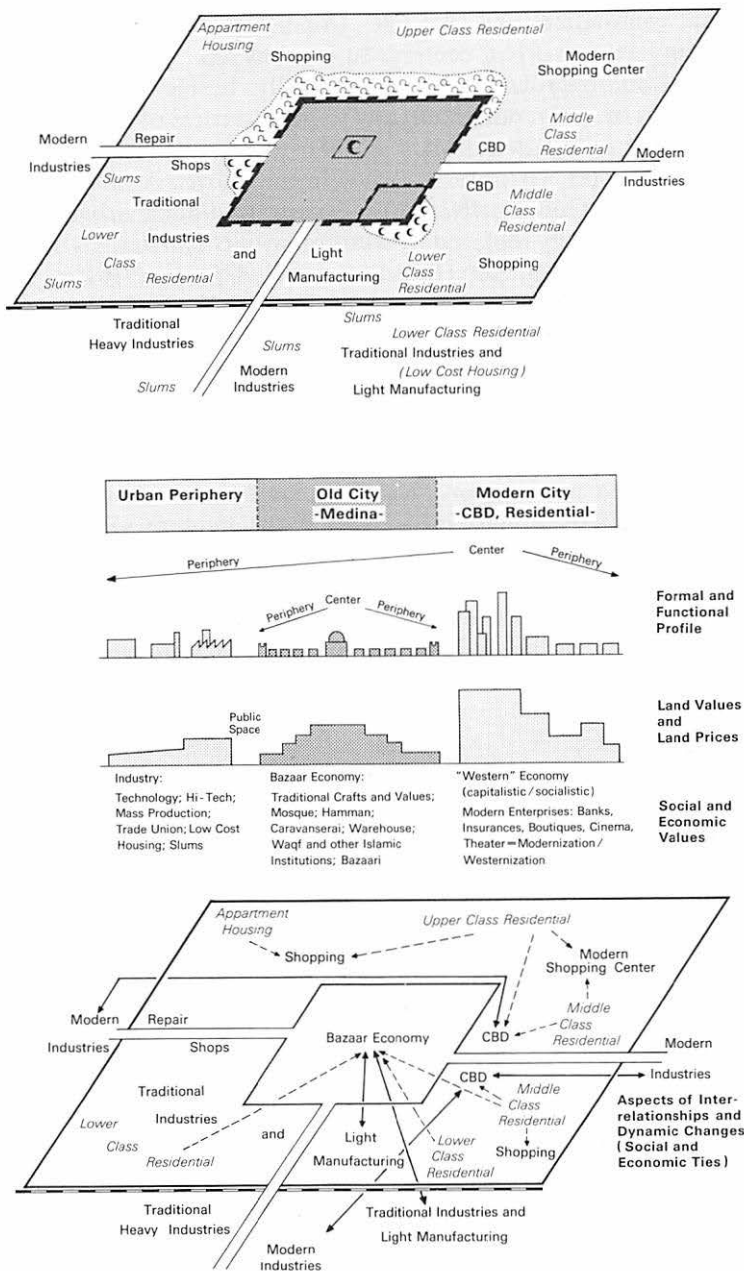 Appartment
Housing
Upper Class Residential
Shopping
Modern
Shopping Center
Modern
Industries
Repair
Shops
CBD
Middle
Class
Residential
Modern
Industries
Slums
CBD
Middle
Class
Residential
Traditional
Industries
Lower
Class
Residential
and
Light
Manufacturing
Lower
Class
Residential
Shopping
Slums
Traditional
Heavy Industries
Slums
Lower Class Residential
Slums
Traditional Industries and
Modern
Industries
(Low Cost Housing)
Slums
Light Manufacturing
Urban Periphery
Old City
-Medina-
Modern City
-CBD, Residential-
Periphery
Center
Periphery
Periphery
Center
Periphery
Formal and
Functional
Profile
Public
Space
Land Values
and
Land Prices
Industry:
Technology; Hi-Tech;
Mass Production;
Trade Union; Low Cost
Housing; Slums
Bazaar Economy:
Traditional Crafts and Values;
Mosque; Hamman;
Caravanserai; Warehouse;
Waqf and other Islamic
Institutions; Bazaari
"Western" Economy
(capitalistic/socialistic)
Modern Enterprises: Banks,
Insurances, Boutiques, Cinema,
Theater=Modernization/
Westernization
Social and
Economic
Values
Appartment
Housing
Upper Class Residential
Shopping
Modern
Shopping Center
Modern
Industries
Repair
Shops
Bazaar Economy
CBD
Middle
Class
Residential
Modern
Industries
CBD
Middle
Class
Residential
Shopping
Traditional
Industries
Lower
Class
Residential
and
Light
Manufacturing
Lower
Class
Residential
Aspects of Inter-
relationships and
Dynamic Changes
(Social and
Economic Ties)
Traditional
Heavy Industries
Traditional Industries and
Light Manufacturing
Modern
Industries